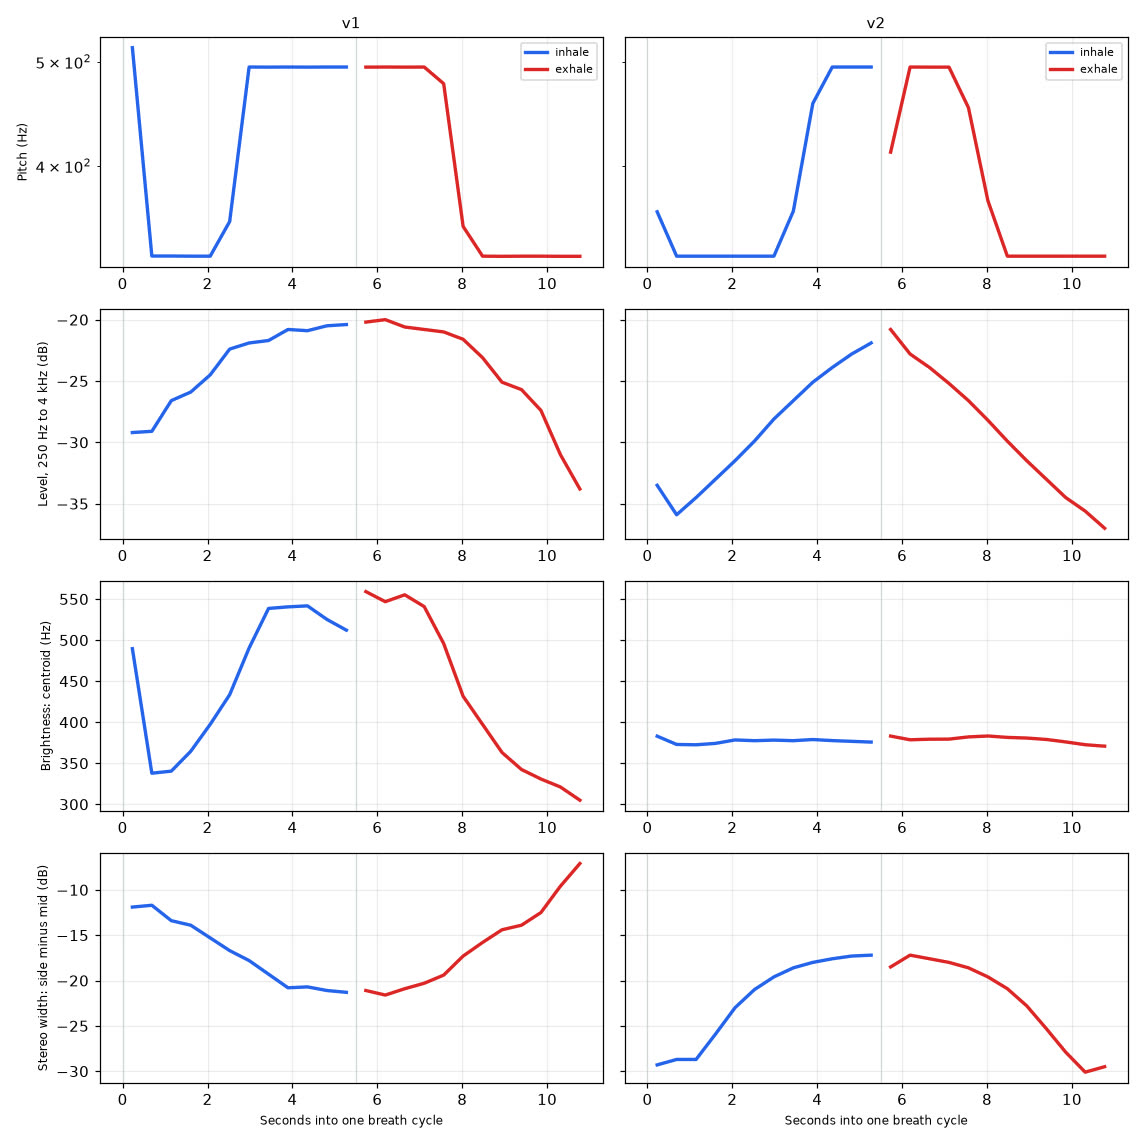 v1
v2
Pitch (Hz)
5 × 10²
4 × 10²
inhale
exhale
inhale
exhale
0 2 4 6 8 10
0 2 4 6 8 10
Level, 250 Hz to 4 kHz (dB)
−20
−25
−30
−35
0 2 4 6 8 10
0 2 4 6 8 10
Brightness: centroid (Hz)
550
500
450
400
350
300
0 2 4 6 8 10
0 2 4 6 8 10
Stereo width: side minus mid (dB)
−10
−15
−20
−25
−30
0 2 4 6 8 10
0 2 4 6 8 10
Seconds into one breath cycle
Seconds into one breath cycle